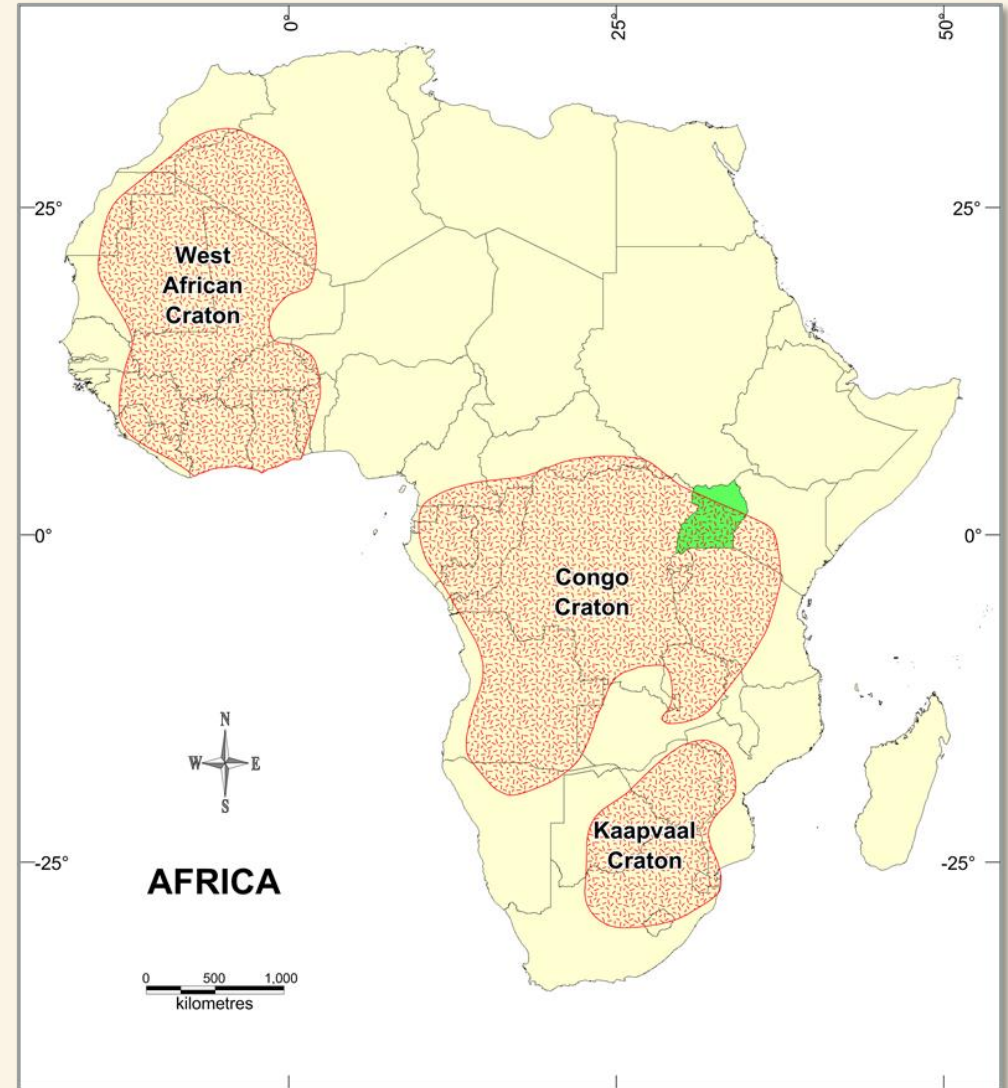 0°
25°
50°
25°
25°
West
African
Craton
0°
0°
Congo
Craton
N
W E
S
Kaapvaal
Craton
-25°
-25°
AFRICA
0 500 1,000
kilometres